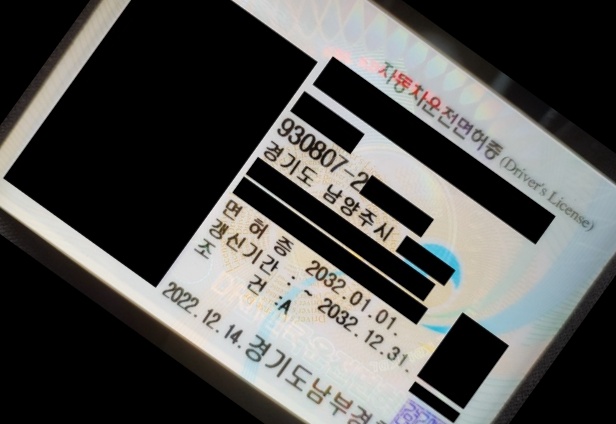 자동차운전면허증 (Driver's License)
930807-2
경기도 남양주시
면 허 증 2032.01.01.
갱신기간 : ~ 2032.12.31.
조 건 :A
2022.12.14. 경기도남부경